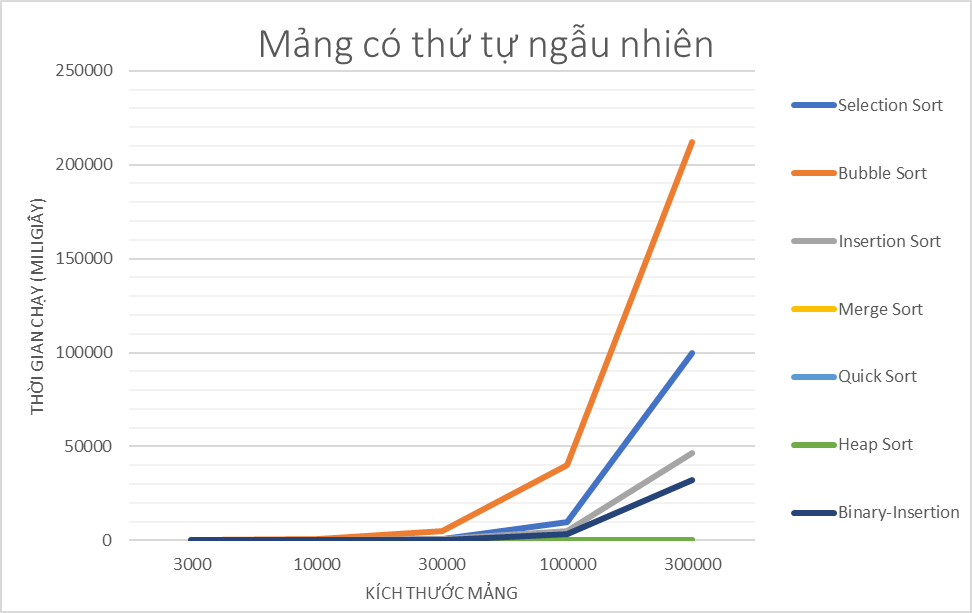 Mảng có thứ tự ngẫu nhiên
250000
200000
150000
100000
50000
0
THỜI GIAN CHẠY (MILIGIÂY)
3000 10000 30000 100000 300000
KÍCH THƯỚC MẢNG
Selection Sort
Bubble Sort
Insertion Sort
Merge Sort
Quick Sort
Heap Sort
Binary-Insertion